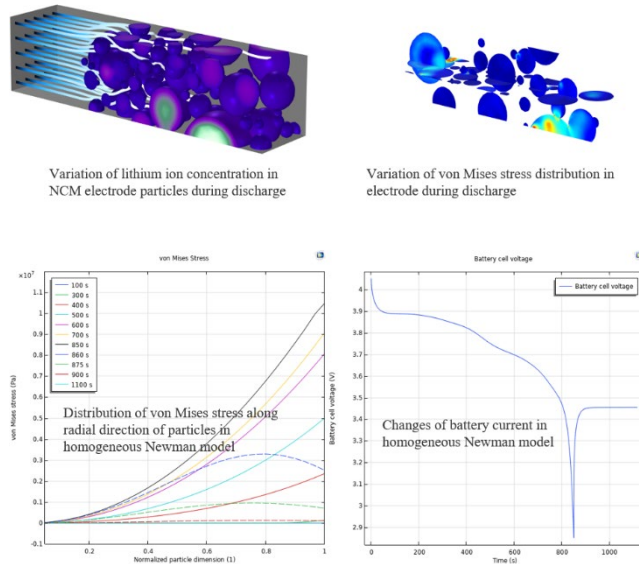 Variation of lithium ion concentration in
NCM electrode particles during discharge
Variation of von Mises stress distribution in
electrode during discharge
von Mises Stress
×10⁷
1.1
1
0.9
0.8
0.7
0.6
0.5
0.4
0.3
0.2
0.1
0
-0.1
von Mises stress (Pa)
100 s
300 s
400 s
500 s
600 s
700 s
850 s
860 s
875 s
900 s
1100 s
Distribution of von Mises stress along
radial direction of particles in
homogeneous Newman model
0.2
0.4
0.6
0.8
1
Normalized particle dimension (1)
Battery cell voltage
Battery cell voltage
4
3.9
3.8
3.7
3.6
3.5
3.4
3.3
3.2
3.1
3
2.9
Battery cell voltage (V)
Changes of battery current in
homogeneous Newman model
0
200
400
600
800
1000
Time (s)